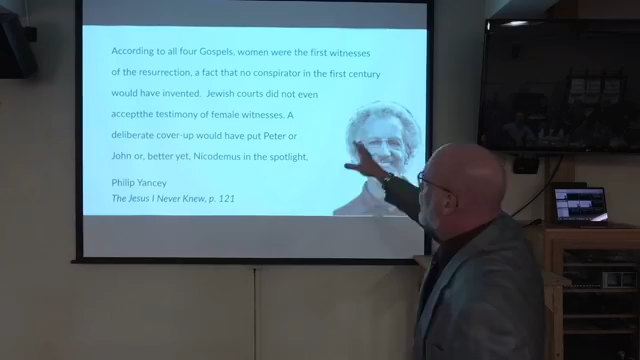 According to all four Gospels, women were the first witnesses
of the resurrection, a fact that no conspirator in the first century
would have invented. Jewish courts did not even
acceptthe testimony of female witnesses. A
deliberate cover-up would have put Peter or
John or, better yet, Nicodemus in the spotlight.
Philip Yancey
The Jesus I Never Knew, p. 121